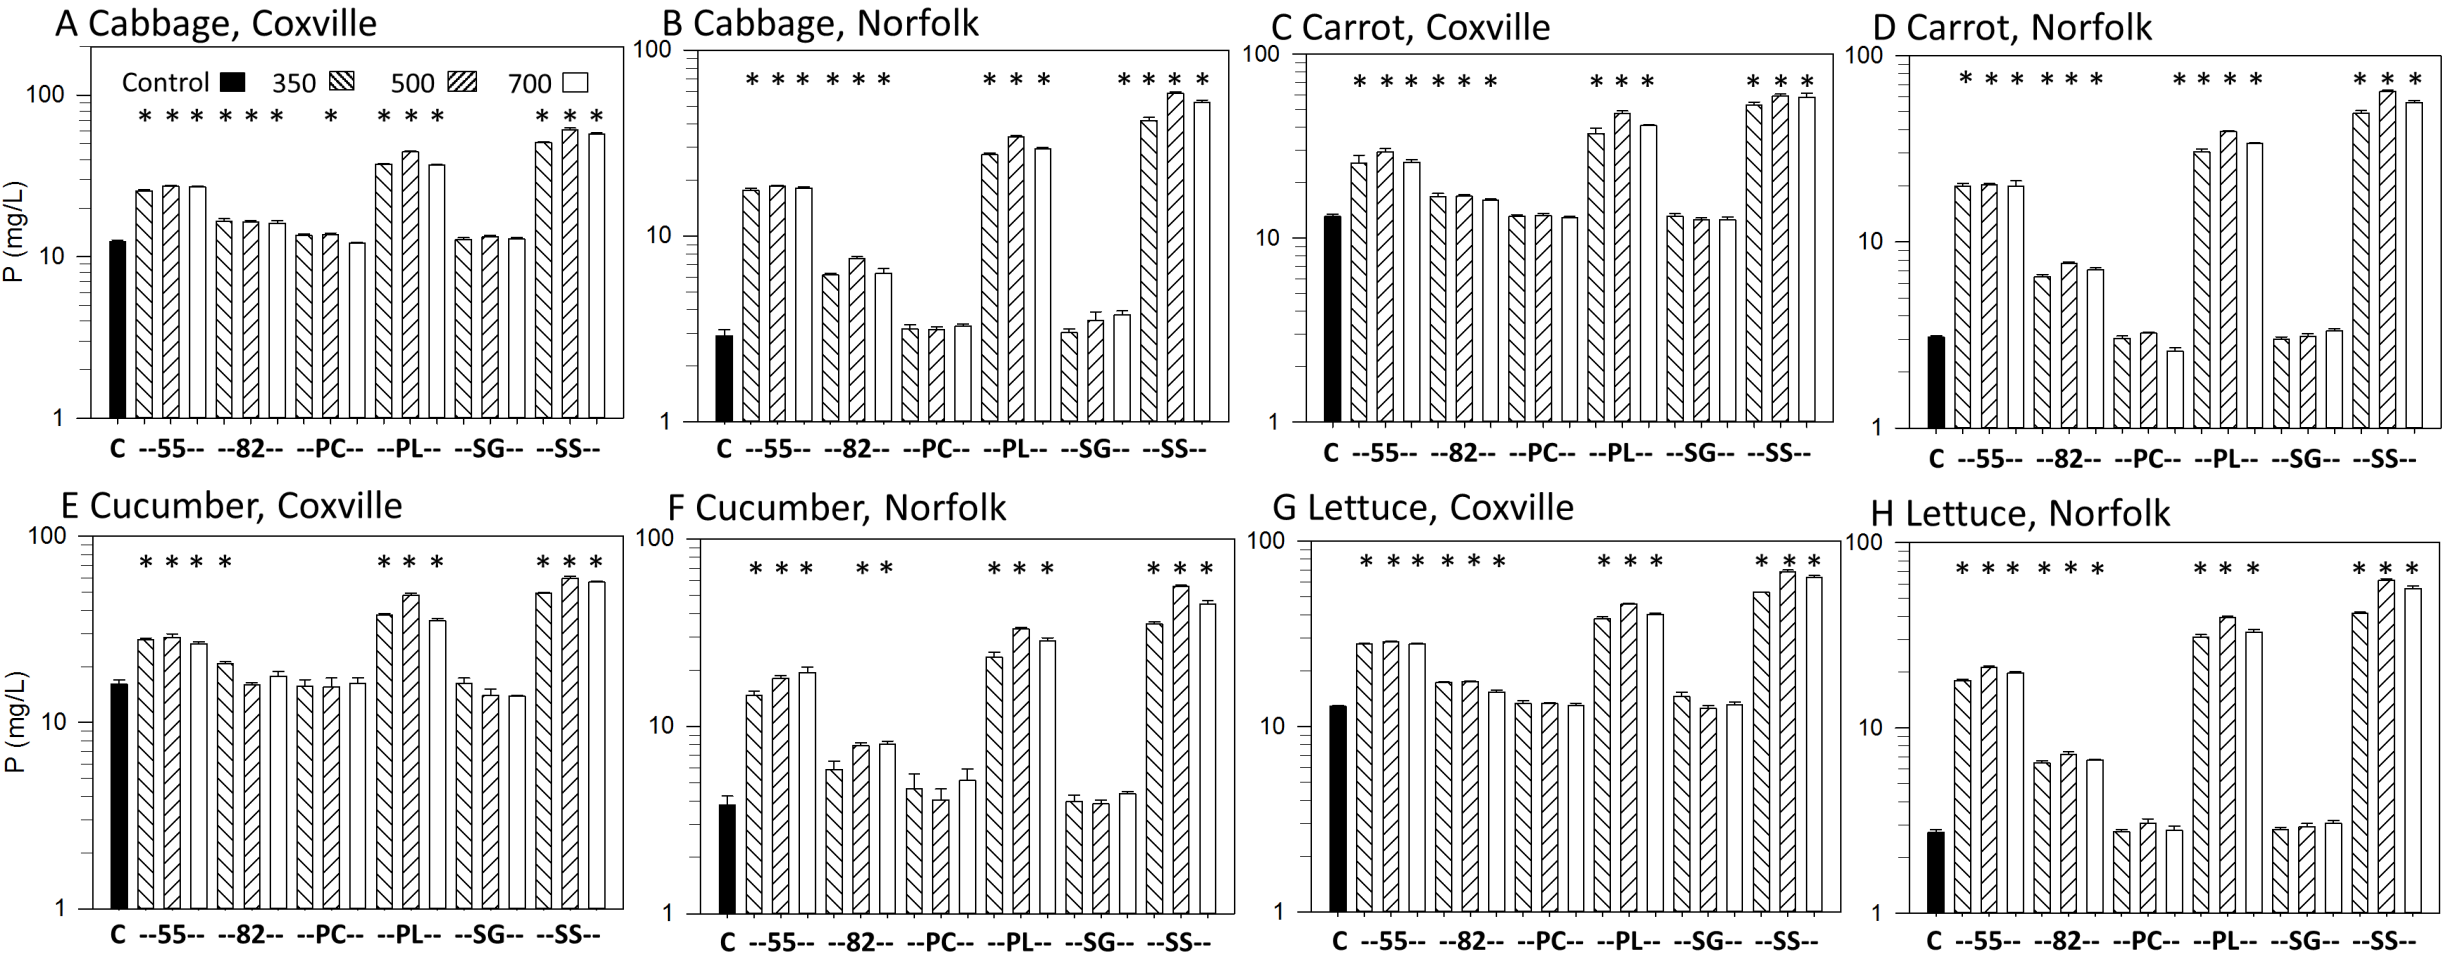 A Cabbage, Coxville
P (mg/L)
100
10
1
Control 350 500 700
* * * * * * * * * * * * *
C --55-- --82-- --PC-- --PL-- --SG-- --SS--
B Cabbage, Norfolk
100
10
1
* * * * * * * * * * * * *
C --55-- --82-- --PC-- --PL-- --SG-- --SS--
C Carrot, Coxville
100
10
1
* * * * * * * * * * * *
C --55-- --82-- --PC-- --PL-- --SG-- --SS--
D Carrot, Norfolk
100
10
1
* * * * * * * * * * * * *
C --55-- --82-- --PC-- --PL-- --SG-- --SS--
E Cucumber, Coxville
P (mg/L)
100
10
1
* * * * * * * * * *
C --55-- --82-- --PC-- --PL-- --SG-- --SS--
F Cucumber, Norfolk
100
10
1
* * * * * * * * * * *
C --55-- --82-- --PC-- --PL-- --SG-- --SS--
G Lettuce, Coxville
100
10
1
* * * * * * * * * * * *
C --55-- --82-- --PC-- --PL-- --SG-- --SS--
H Lettuce, Norfolk
100
10
1
* * * * * * * * * * * *
C --55-- --82-- --PC-- --PL-- --SG-- --SS--